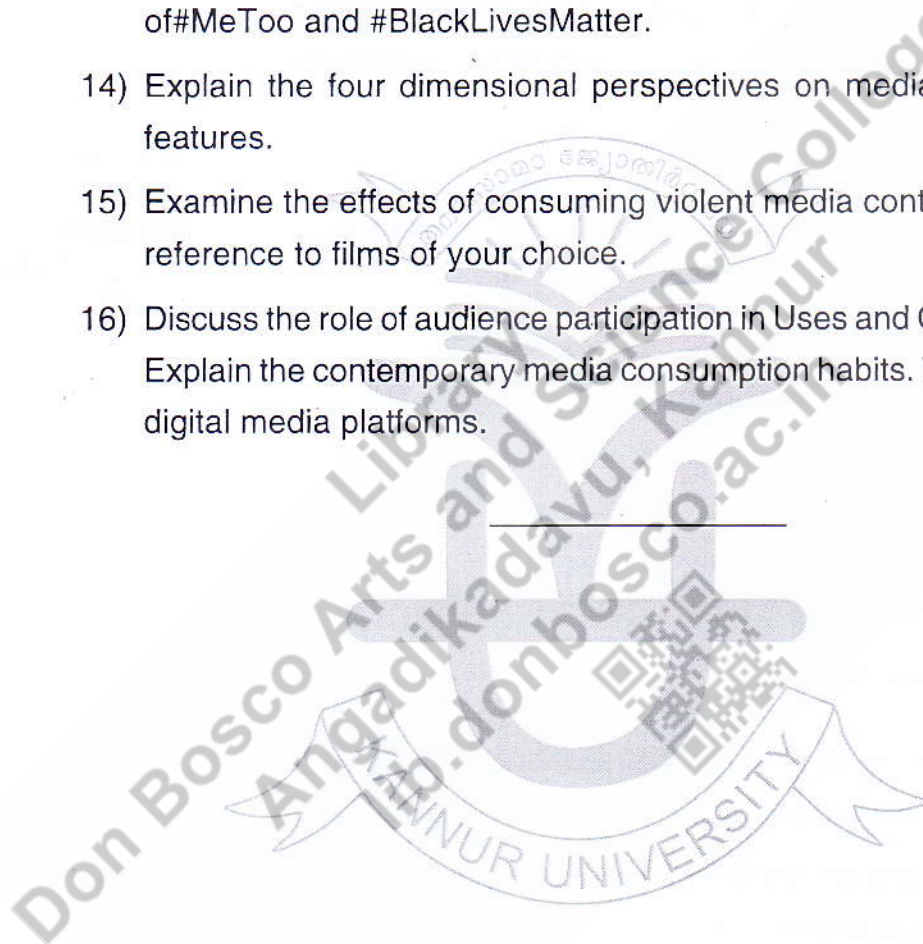 of#MeToo and #BlackLivesMatter.
14) Explain the four dimensional perspectives on media
features.
15) Examine the effects of consuming violent media cont
reference to films of your choice.
16) Discuss the role of audience participation in Uses and
Explain the contemporary media consumption habits.
digital media platforms.
Library
Don Bosco Arts and Science College
Angadikadavu, Kannur
lib.donbosco.ac.in
KANNUR UNIVERSITY